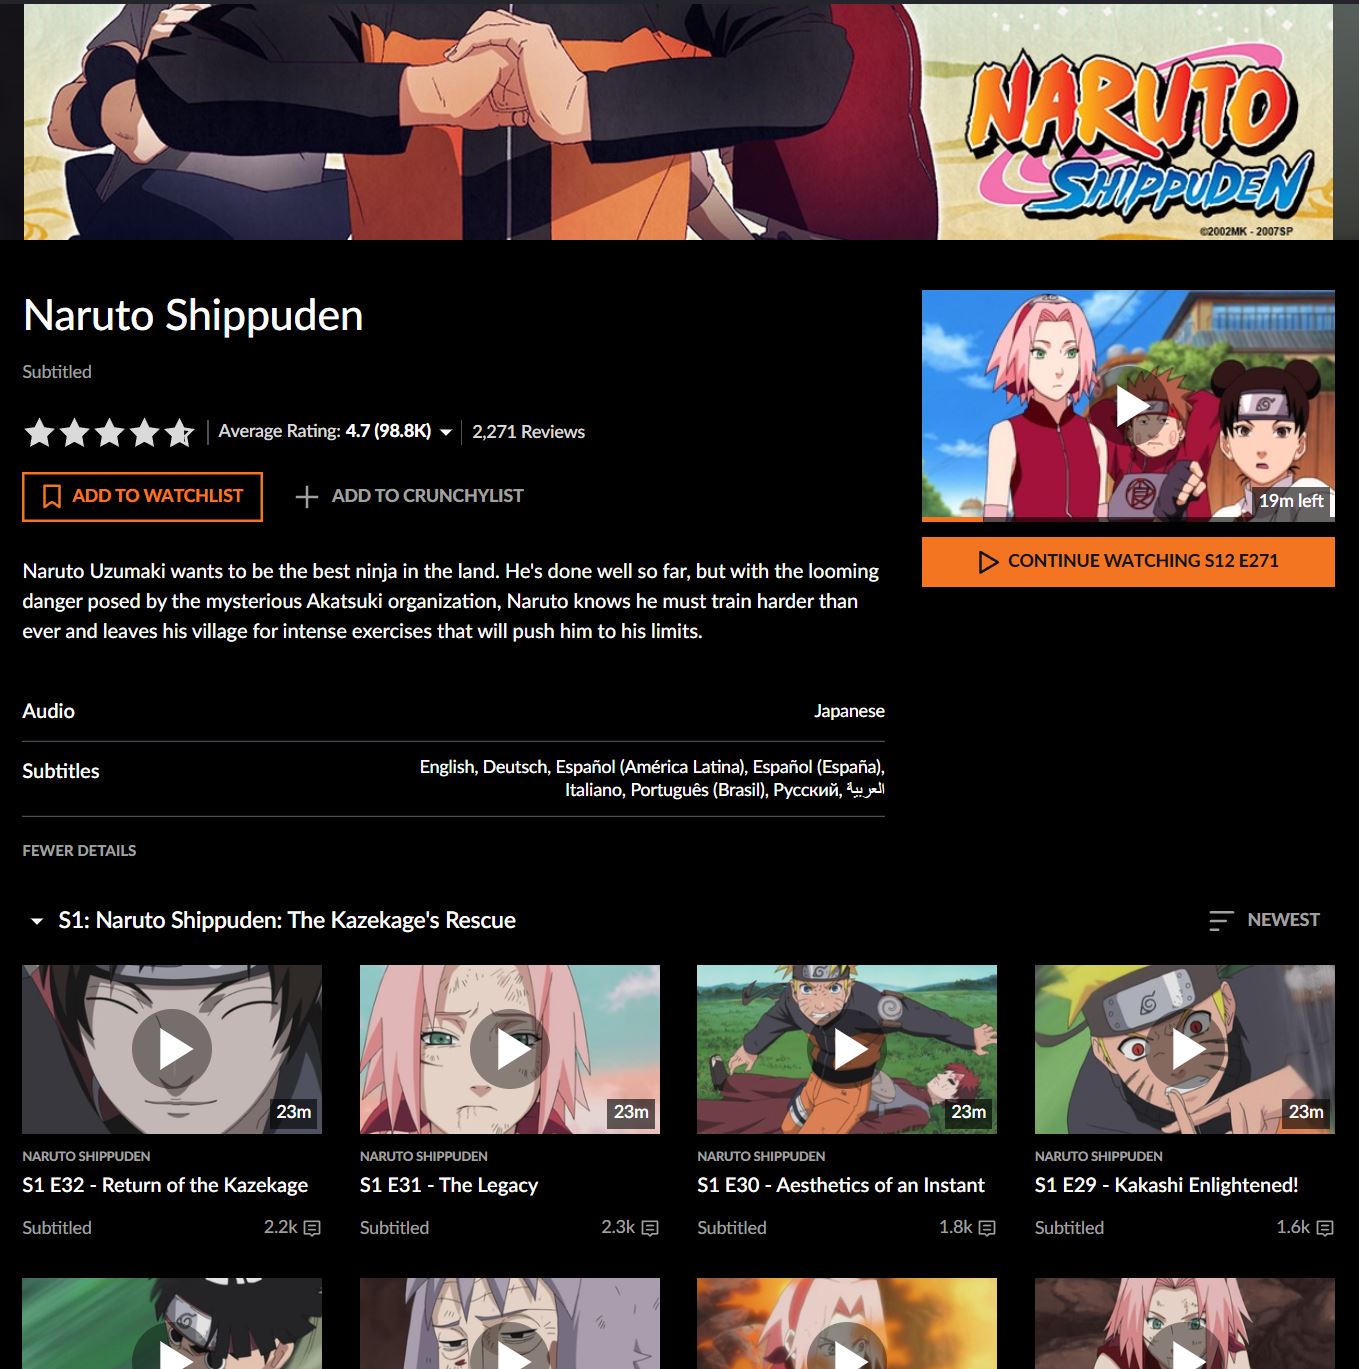 NARUTO
SHIPPUDEN
©2002MK - 2007SP
Naruto Shippuden
Subtitled
Average Rating: 4.7 (98.8K)
2,271 Reviews
ADD TO WATCHLIST
ADD TO CRUNCHYLIST
19m left
CONTINUE WATCHING S12 E271
Naruto Uzumaki wants to be the best ninja in the land. He's done well so far, but with the looming
danger posed by the mysterious Akatsuki organization, Naruto knows he must train harder than
ever and leaves his village for intense exercises that will push him to his limits.
Audio
Japanese
Subtitles
English, Deutsch, Español (América Latina), Español (España),
Italiano, Português (Brasil), Русский, العربية
FEWER DETAILS
S1: Naruto Shippuden: The Kazekage's Rescue
NEWEST
23m
23m
23m
23m
NARUTO SHIPPUDEN
NARUTO SHIPPUDEN
NARUTO SHIPPUDEN
NARUTO SHIPPUDEN
S1 E32 - Return of the Kazekage
S1 E31 - The Legacy
S1 E30 - Aesthetics of an Instant
S1 E29 - Kakashi Enlightened!
Subtitled
2.2k
Subtitled
2.3k
Subtitled
1.8k
Subtitled
1.6k